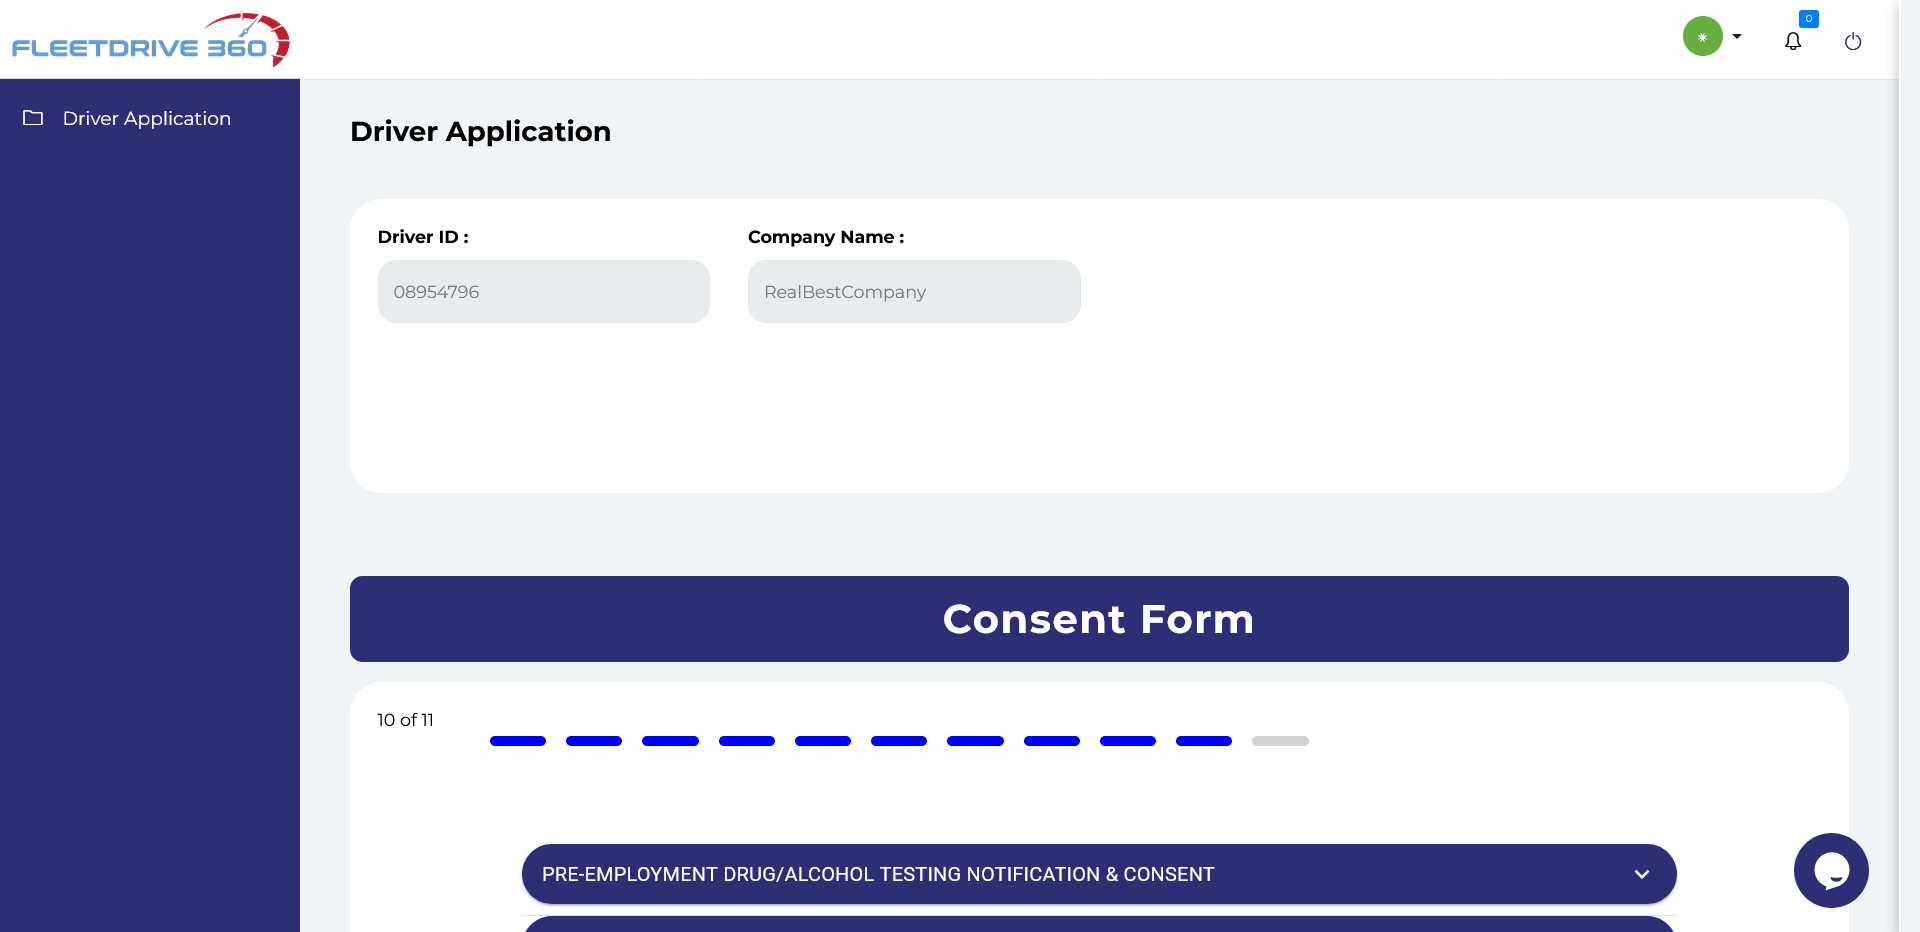 FLEETDRIVE 360
0
Driver Application
Driver Application
Driver ID :
Company Name :
08954796
RealBestCompany
Consent Form
10 of 11
PRE-EMPLOYMENT DRUG/ALCOHOL TESTING NOTIFICATION & CONSENT